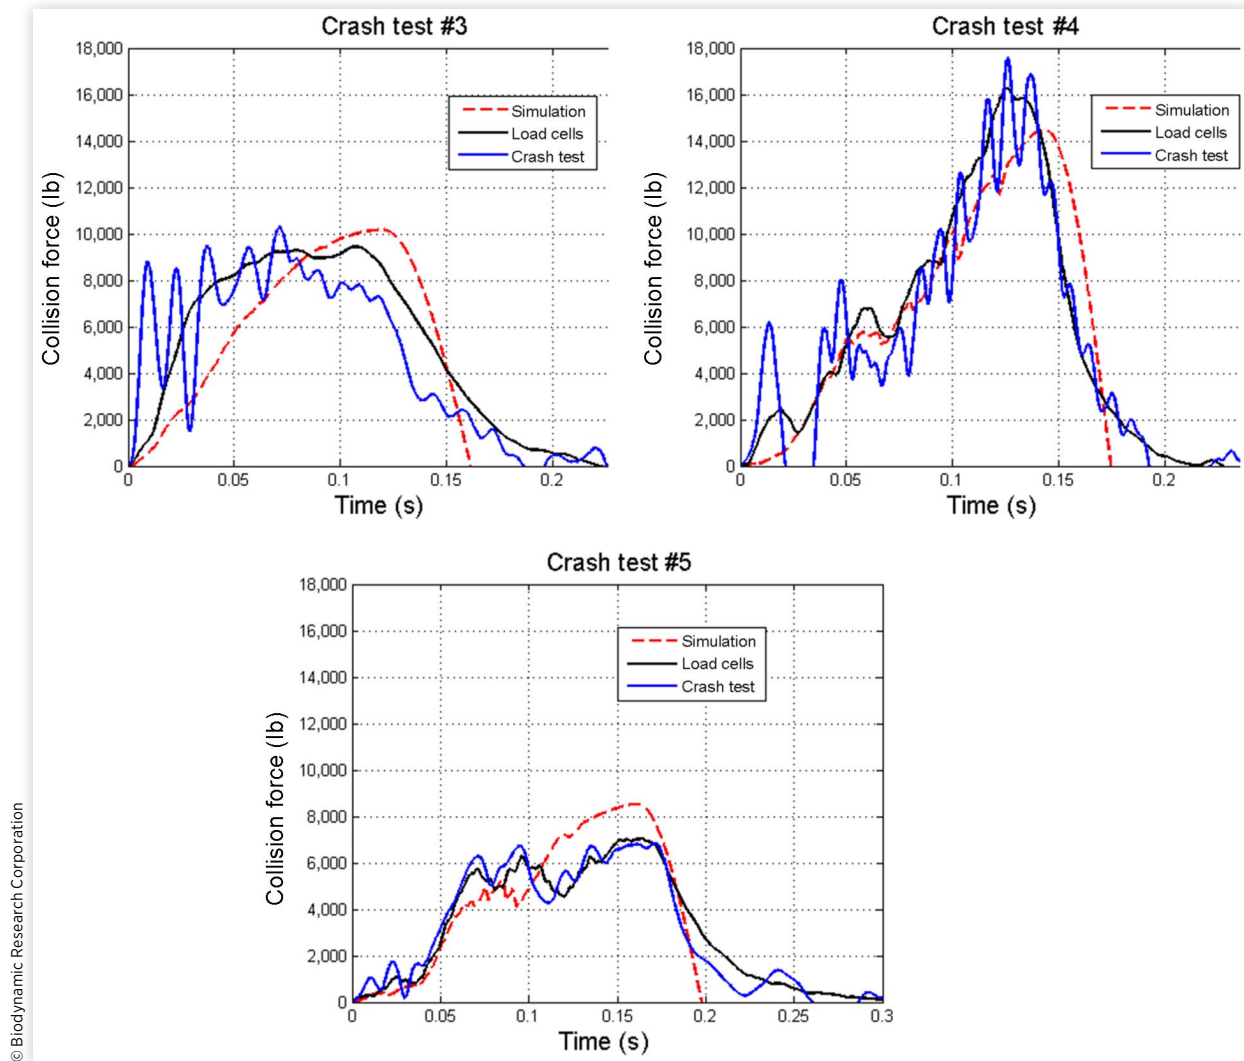 Crash test #3
18,000
16,000
14,000
12,000
10,000
8,000
6,000
4,000
2,000
0
0
0.05
0.1
0.15
0.2
Collision force (lb)
Time (s)
Simulation
Load cells
Crash test
Crash test #4
18,000
16,000
14,000
12,000
10,000
8,000
6,000
4,000
2,000
0
0
0.05
0.1
0.15
0.2
Collision force (lb)
Time (s)
Simulation
Load cells
Crash test
Crash test #5
18,000
16,000
14,000
12,000
10,000
8,000
6,000
4,000
2,000
0
0
0.05
0.1
0.15
0.2
0.25
0.3
Collision force (lb)
Time (s)
Simulation
Load cells
Crash test
© Biodynamic Research Corporation